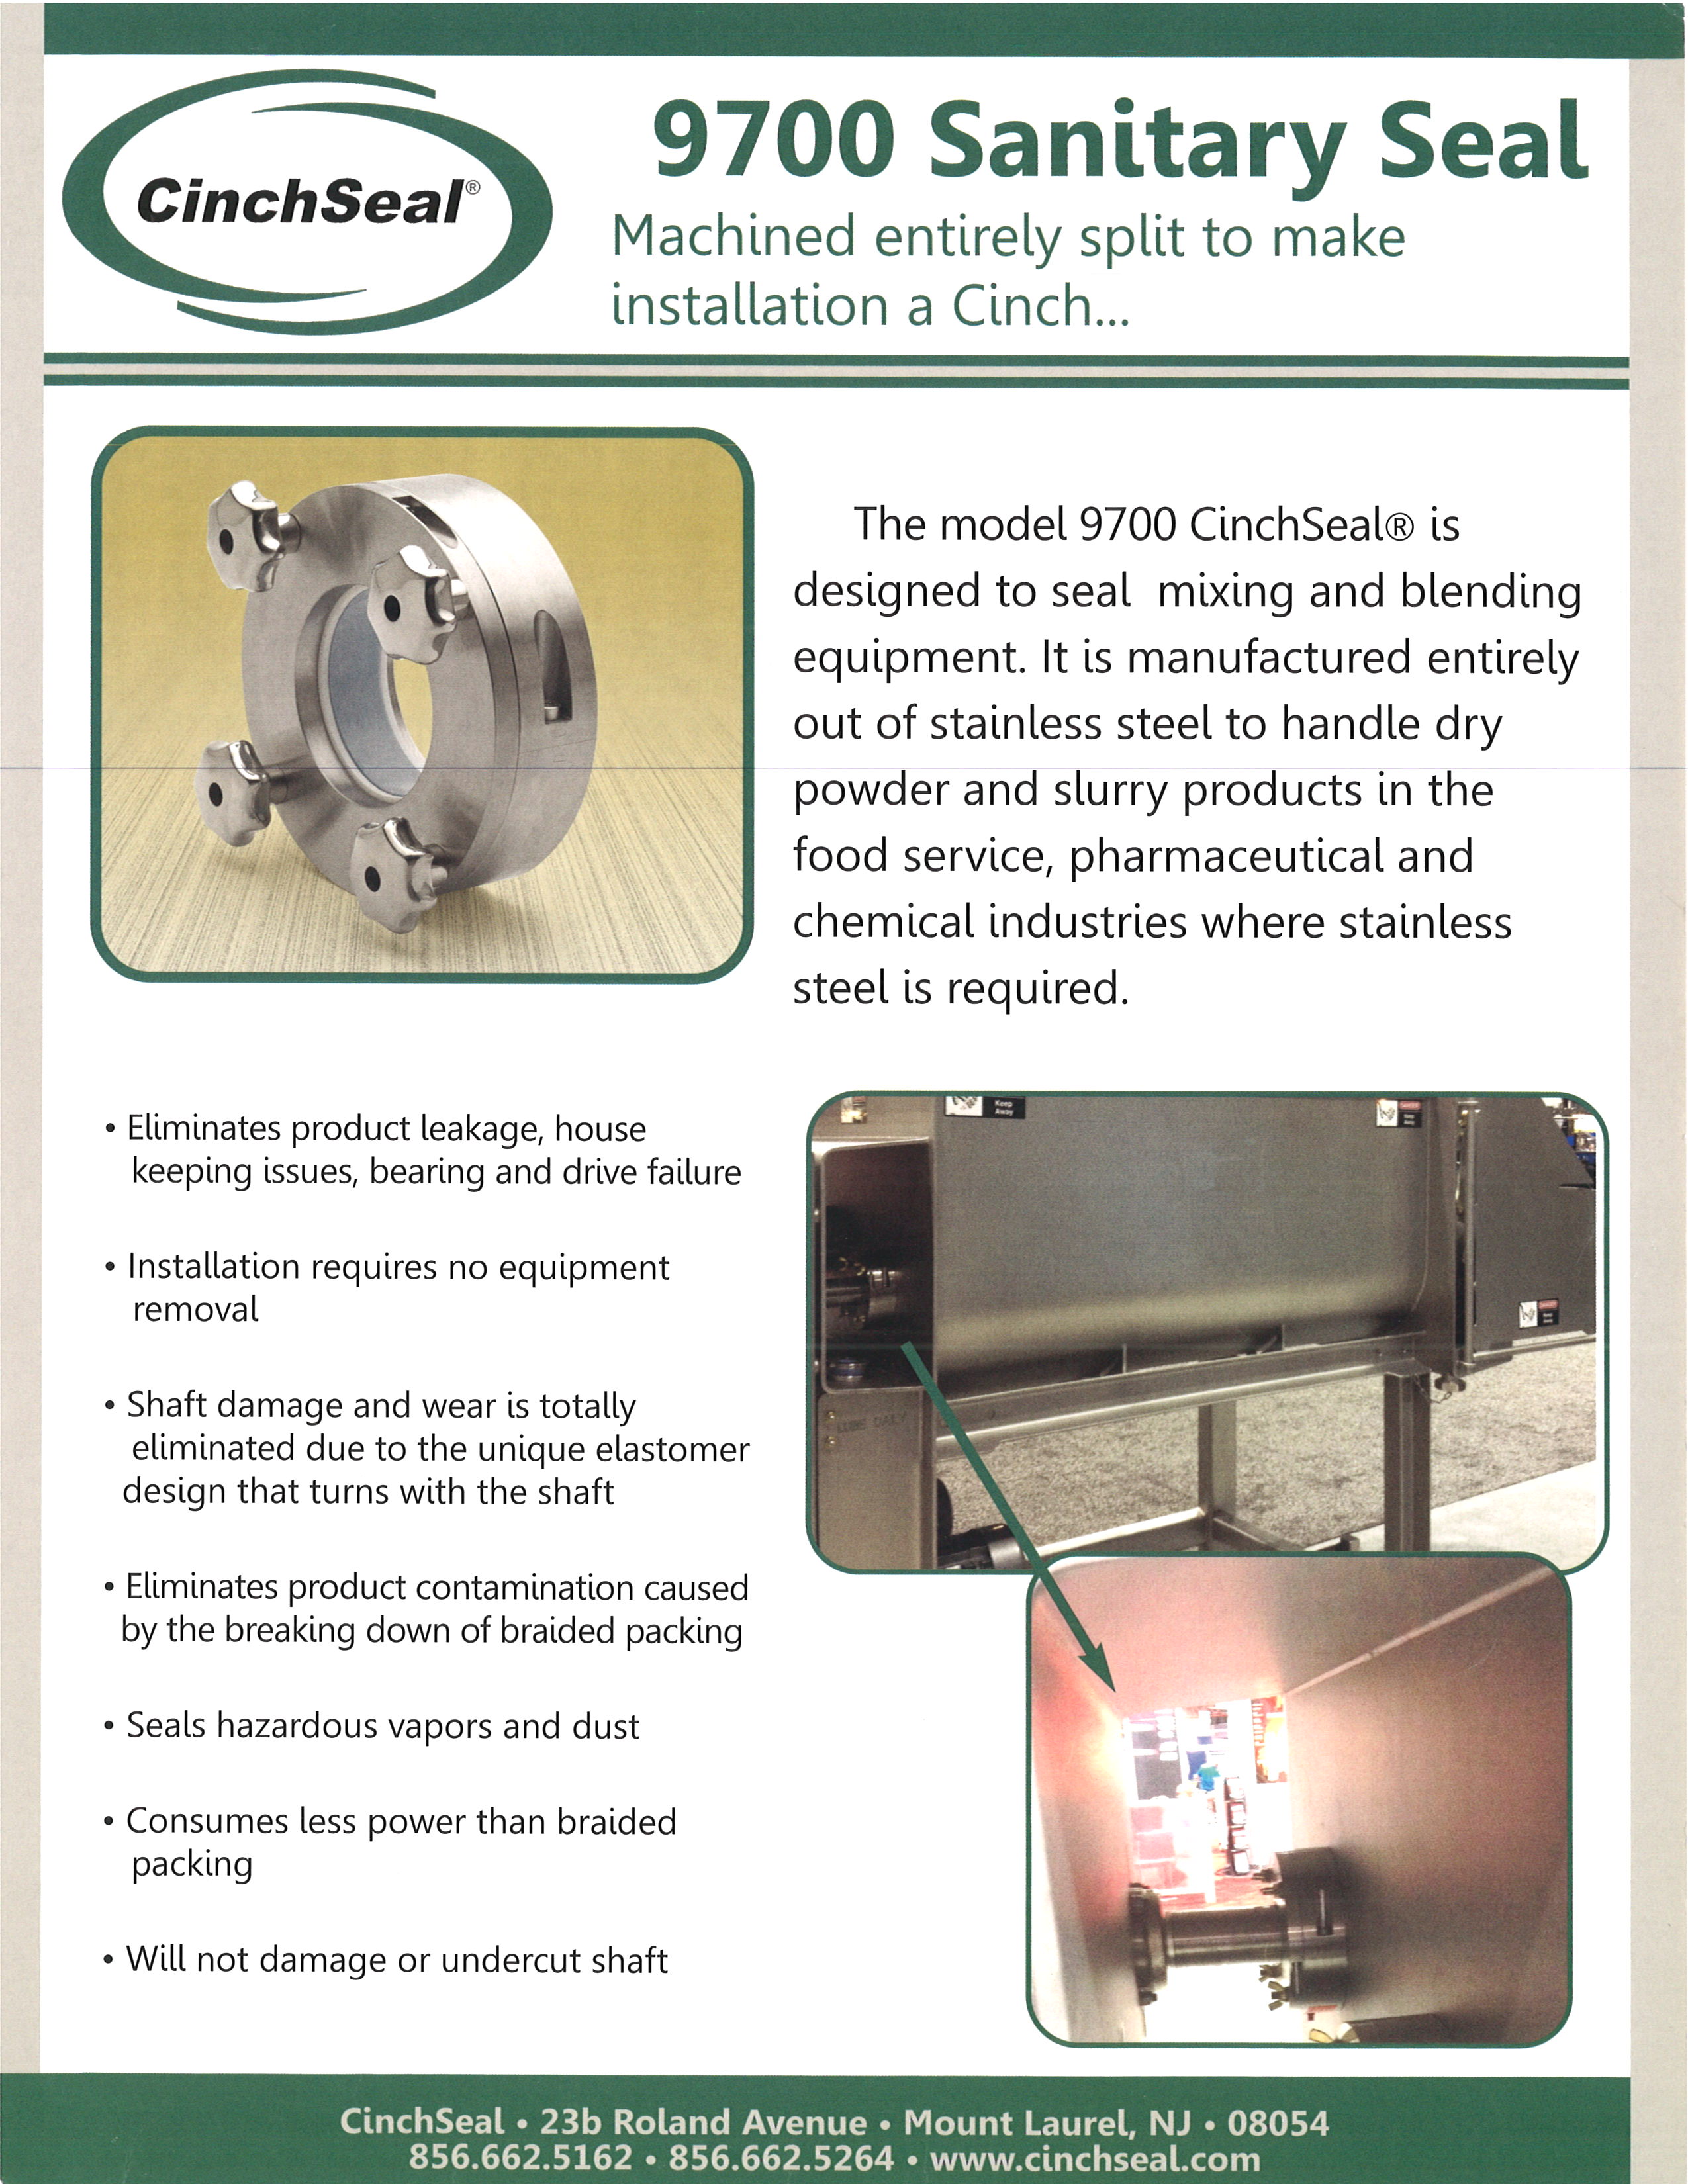 CinchSeal®
9700 Sanitary Seal
Machined entirely split to make
installation a Cinch...
The model 9700 CinchSeal® is
designed to seal mixing and blending
equipment. It is manufactured entirely
out of stainless steel to handle dry
powder and slurry products in the
food service, pharmaceutical and
chemical industries where stainless
steel is required.
• Eliminates product leakage, house
keeping issues, bearing and drive failure
• Installation requires no equipment
removal
• Shaft damage and wear is totally
eliminated due to the unique elastomer
design that turns with the shaft
• Eliminates product contamination caused
by the breaking down of braided packing
• Seals hazardous vapors and dust
• Consumes less power than braided
packing
• Will not damage or undercut shaft
Keep
Away
LUBE DAILY
CinchSeal • 23b Roland Avenue • Mount Laurel, NJ • 08054
856.662.5162 • 856.662.5264 • www.cinchseal.com